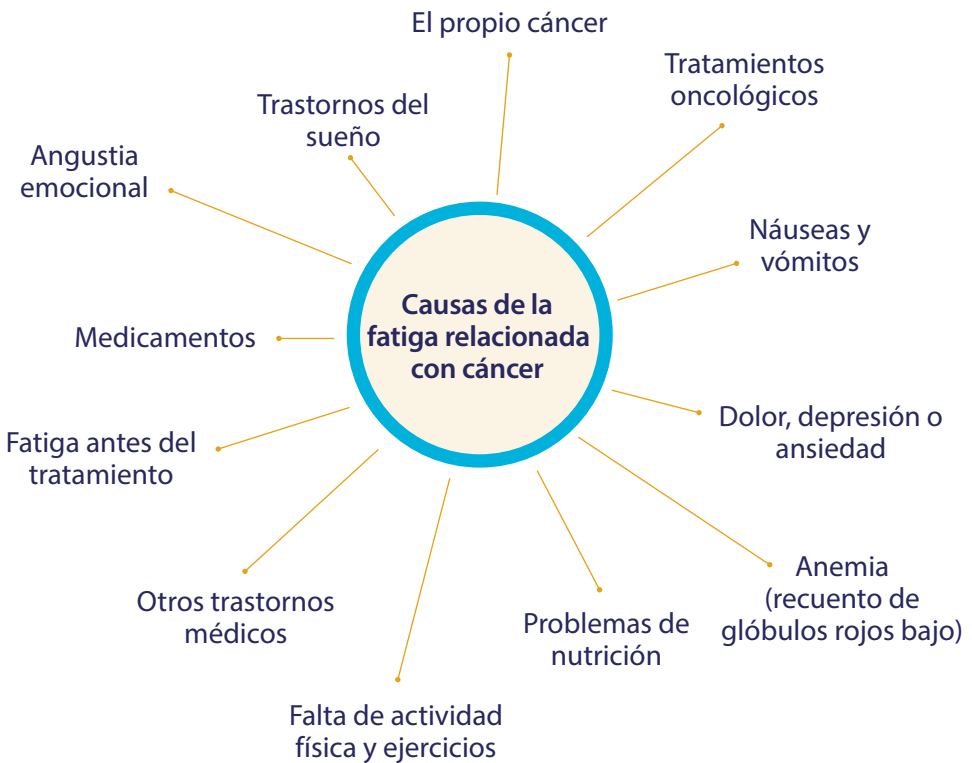 El propio cáncer
Tratamientos
oncológicos
Trastornos del
sueño
Angustia
emocional
Náuseas y
vómitos
Causas de la
fatiga relacionada
con cáncer
Medicamentos
Dolor, depresión o
ansiedad
Fatiga antes del
tratamiento
Anemia
(recuento de
glóbulos rojos bajo)
Otros trastornos
médicos
Problemas de
nutrición
Falta de actividad
física y ejercicios